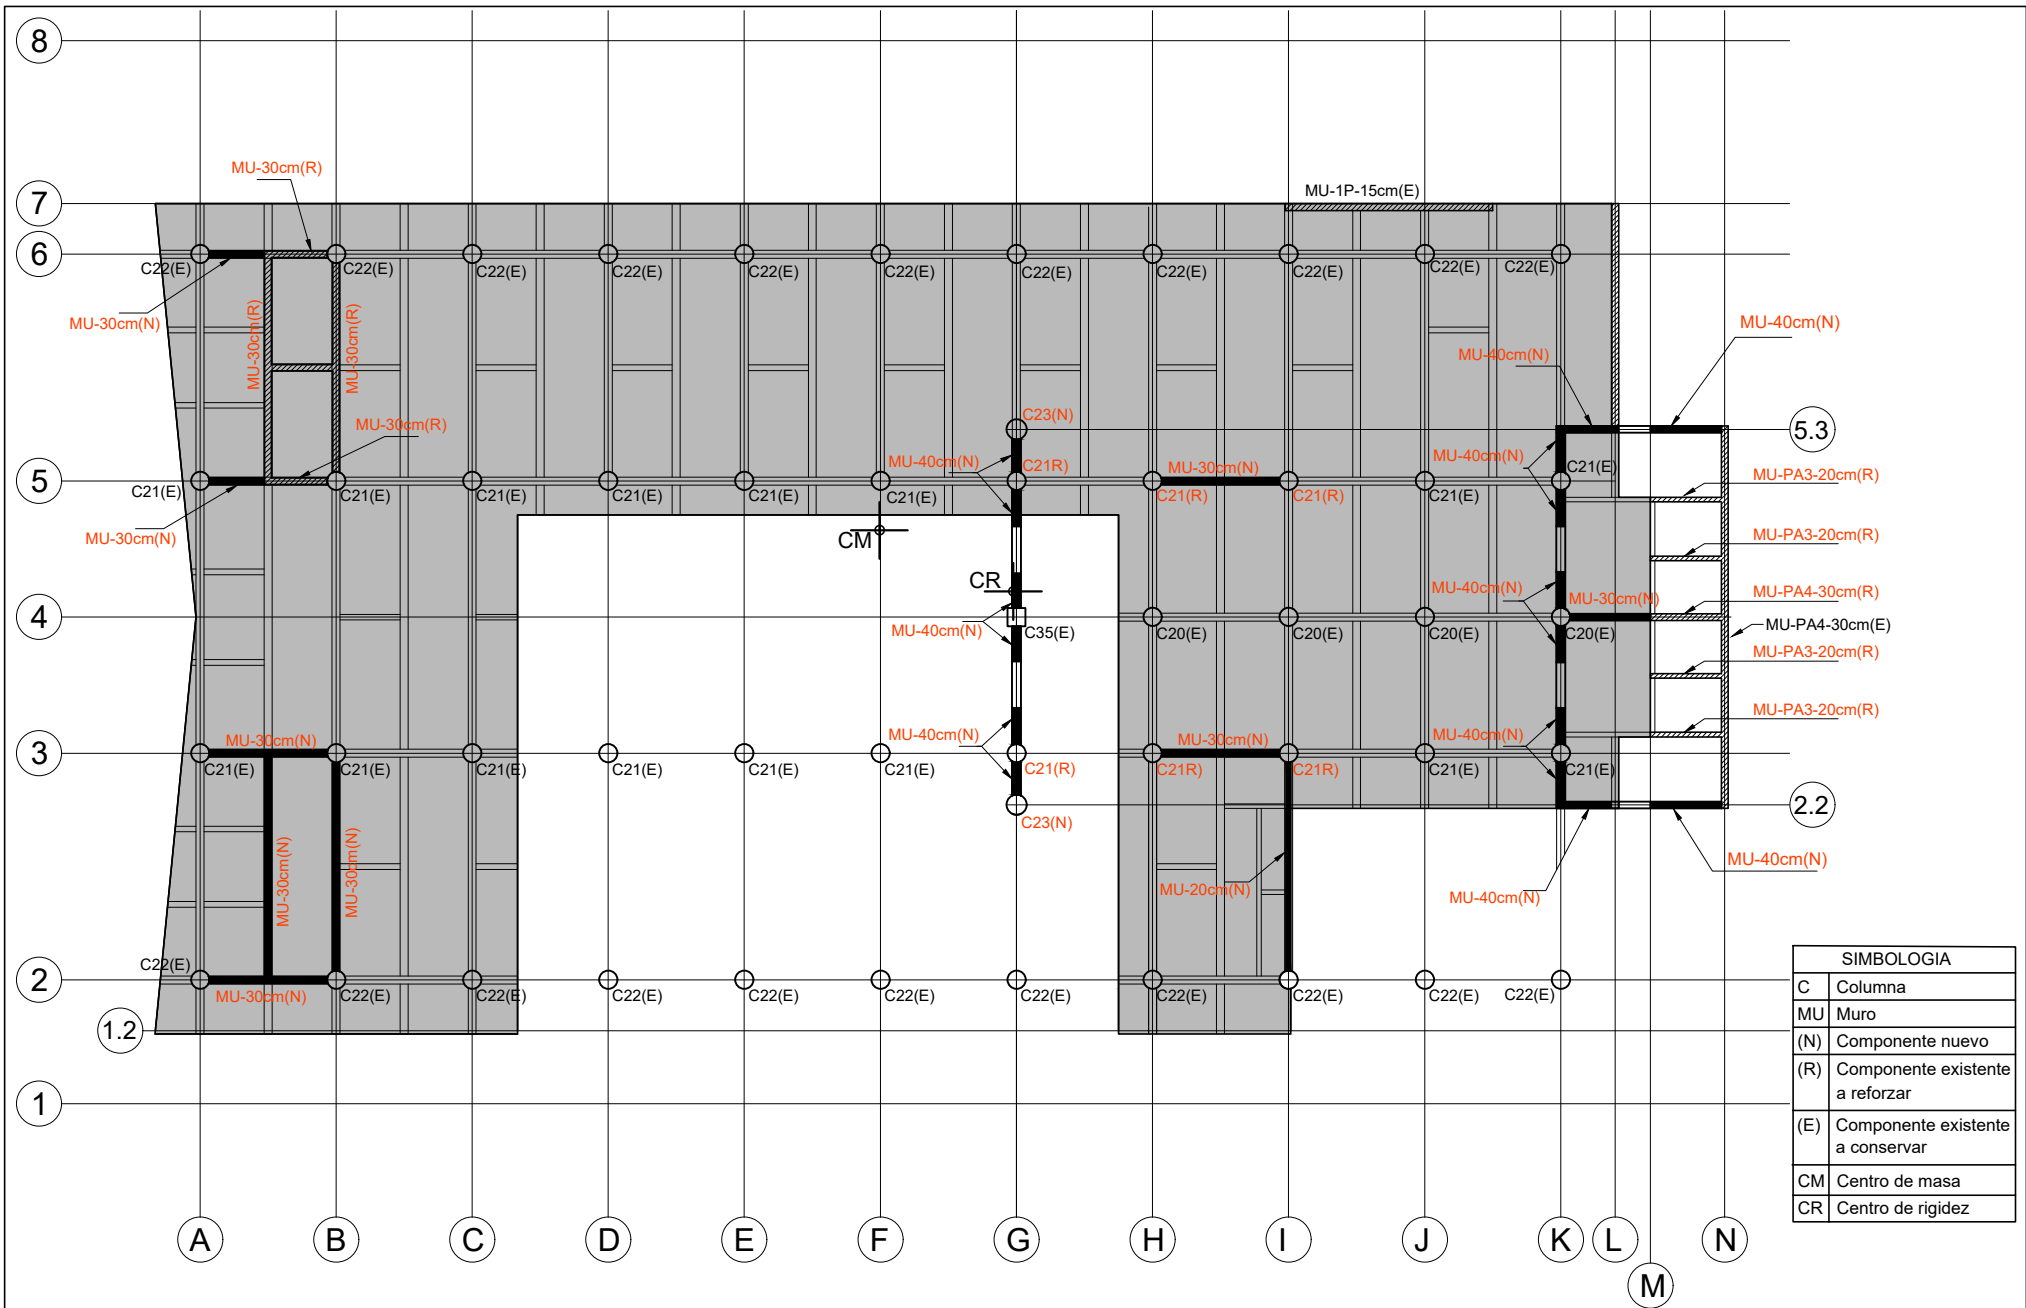 8
7
MU-30cm(R)
MU-1P-15cm(E)
6
C22(E)
C22(E)
C22(E)
C22(E)
C22(E)
C22(E)
C22(E)
C22(E)
C22(E)
C22(E)
C22(E)
MU-30cm(N)
MU-30cm(R)
MU-30cm(R)
MU-40cm(N)
MU-40cm(N)
MU-30cm(R)
C23(N)
5.3
MU-40cm(N)
C21R)
MU-30cm(N)
MU-40cm(N)
C21(E)
5
C21(E)
C21(E)
C21(E)
C21(E)
C21(E)
C21(E)
C21(R)
C21(R)
C21(E)
MU-PA3-20cm(R)
MU-30cm(N)
CM
MU-PA3-20cm(R)
CR
MU-40cm(N)
MU-30cm(N)
MU-PA4-30cm(R)
4
MU-40cm(N)
C35(E)
C20(E)
C20(E)
C20(E)
C20(E)
MU-PA4-30cm(E)
MU-PA3-20cm(R)
MU-PA3-20cm(R)
3
MU-30cm(N)
MU-40cm(N)
MU-30cm(N)
MU-40cm(N)
C21(E)
C21(E)
C21(E)
C21(E)
C21(E)
C21(E)
C21(R)
C21R)
C21R)
C21(E)
C21(E)
2.2
C23(N)
MU-30cm(N)
MU-30cm(N)
MU-20cm(N)
MU-40cm(N)
MU-40cm(N)
2
C22(E)
MU-30cm(N)
C22(E)
C22(E)
C22(E)
C22(E)
C22(E)
C22(E)
C22(E)
C22(E)
C22(E)
C22(E)
1.2
1
SIMBOLOGIA
C Columna
MU Muro
(N) Componente nuevo
(R) Componente existente
a reforzar
(E) Componente existente
a conservar
CM Centro de masa
CR Centro de rigidez
A B C D E F G H I J K L N
M